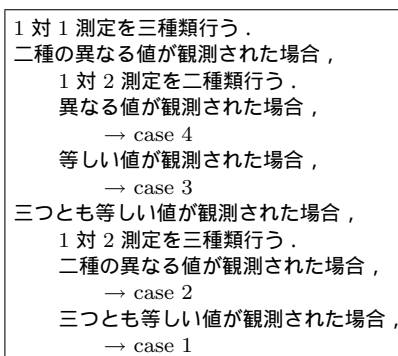 1 対 1 測定を三種類行う．
二種の異なる値が観測された場合，
1 対 2 測定を二種類行う．
異なる値が観測された場合，
→ case 4
等しい値が観測された場合，
→ case 3
三つとも等しい値が観測された場合，
1 対 2 測定を三種類行う．
二種の異なる値が観測された場合，
→ case 2
三つとも等しい値が観測された場合，
→ case 1